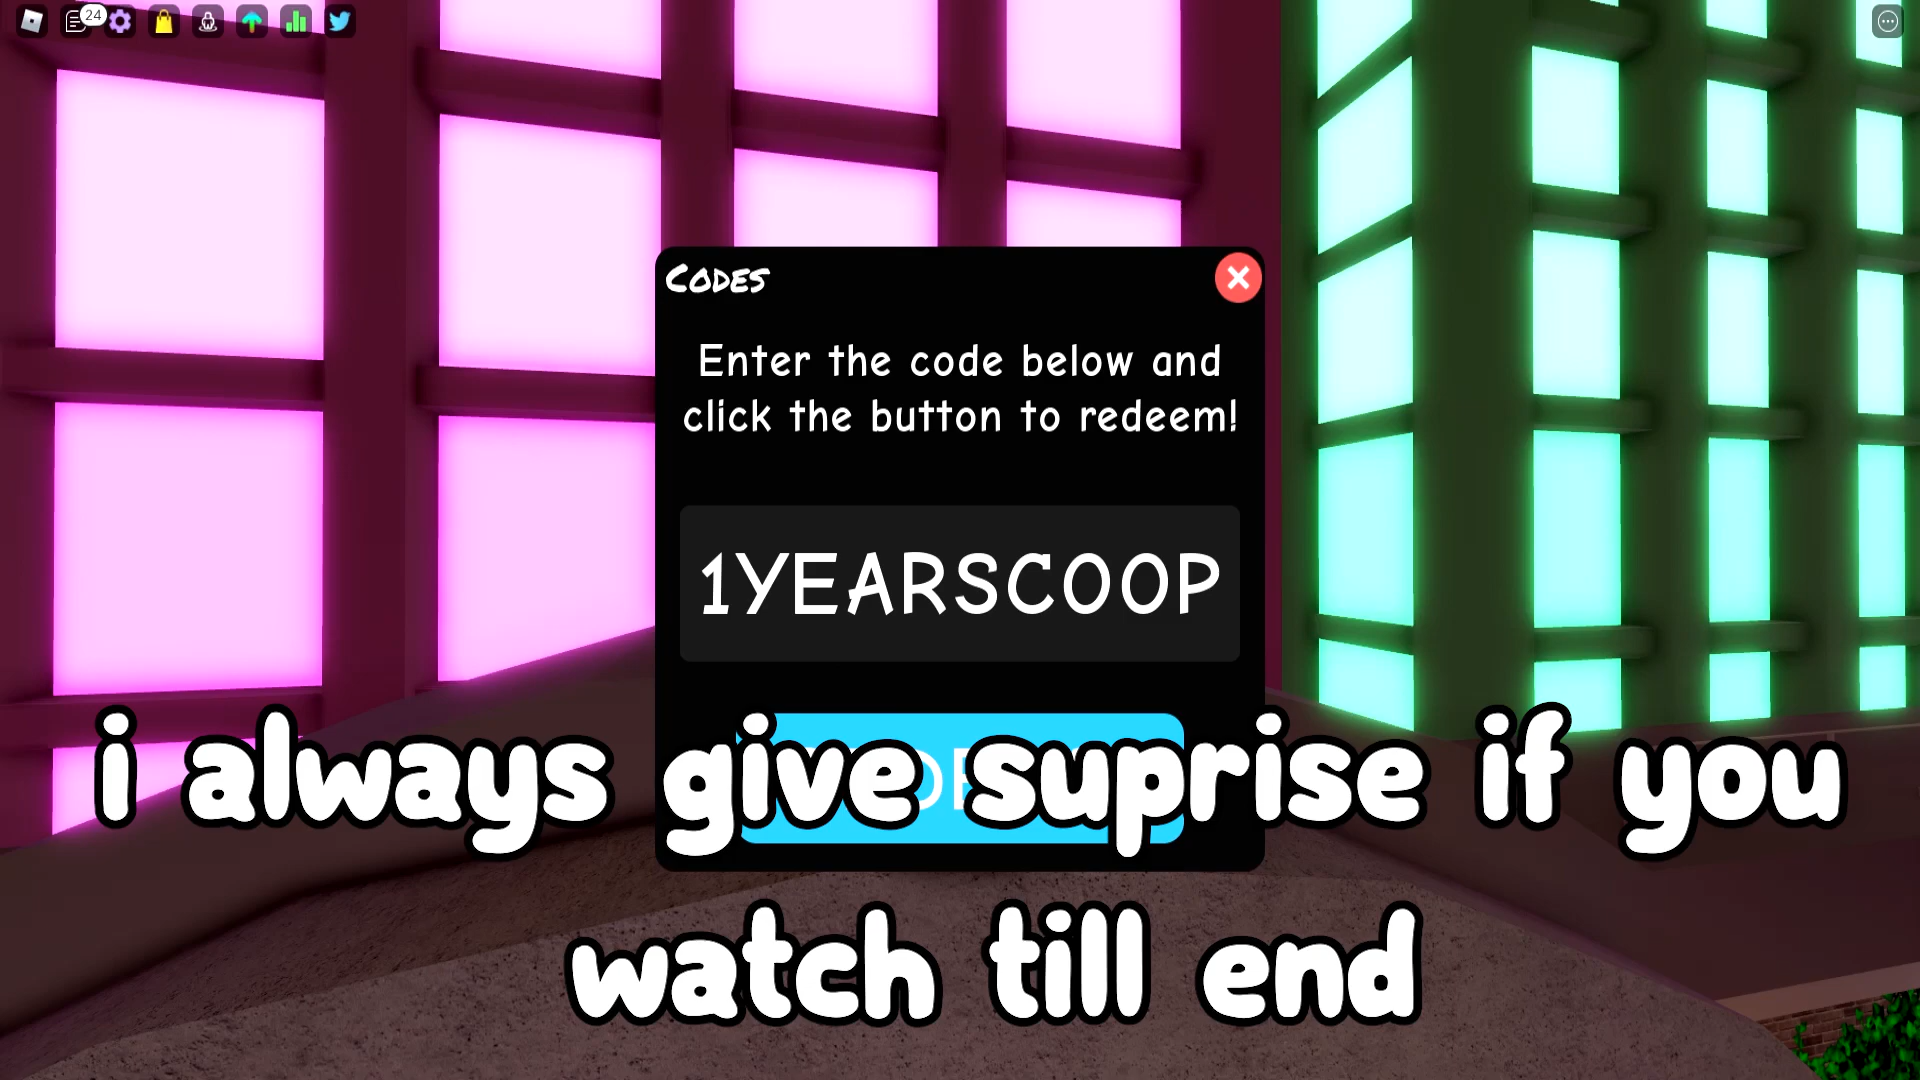 24
Codes
Enter the code below and
click the button to redeem!
1YEARSCOOP
i always give suprise if you
watch till end